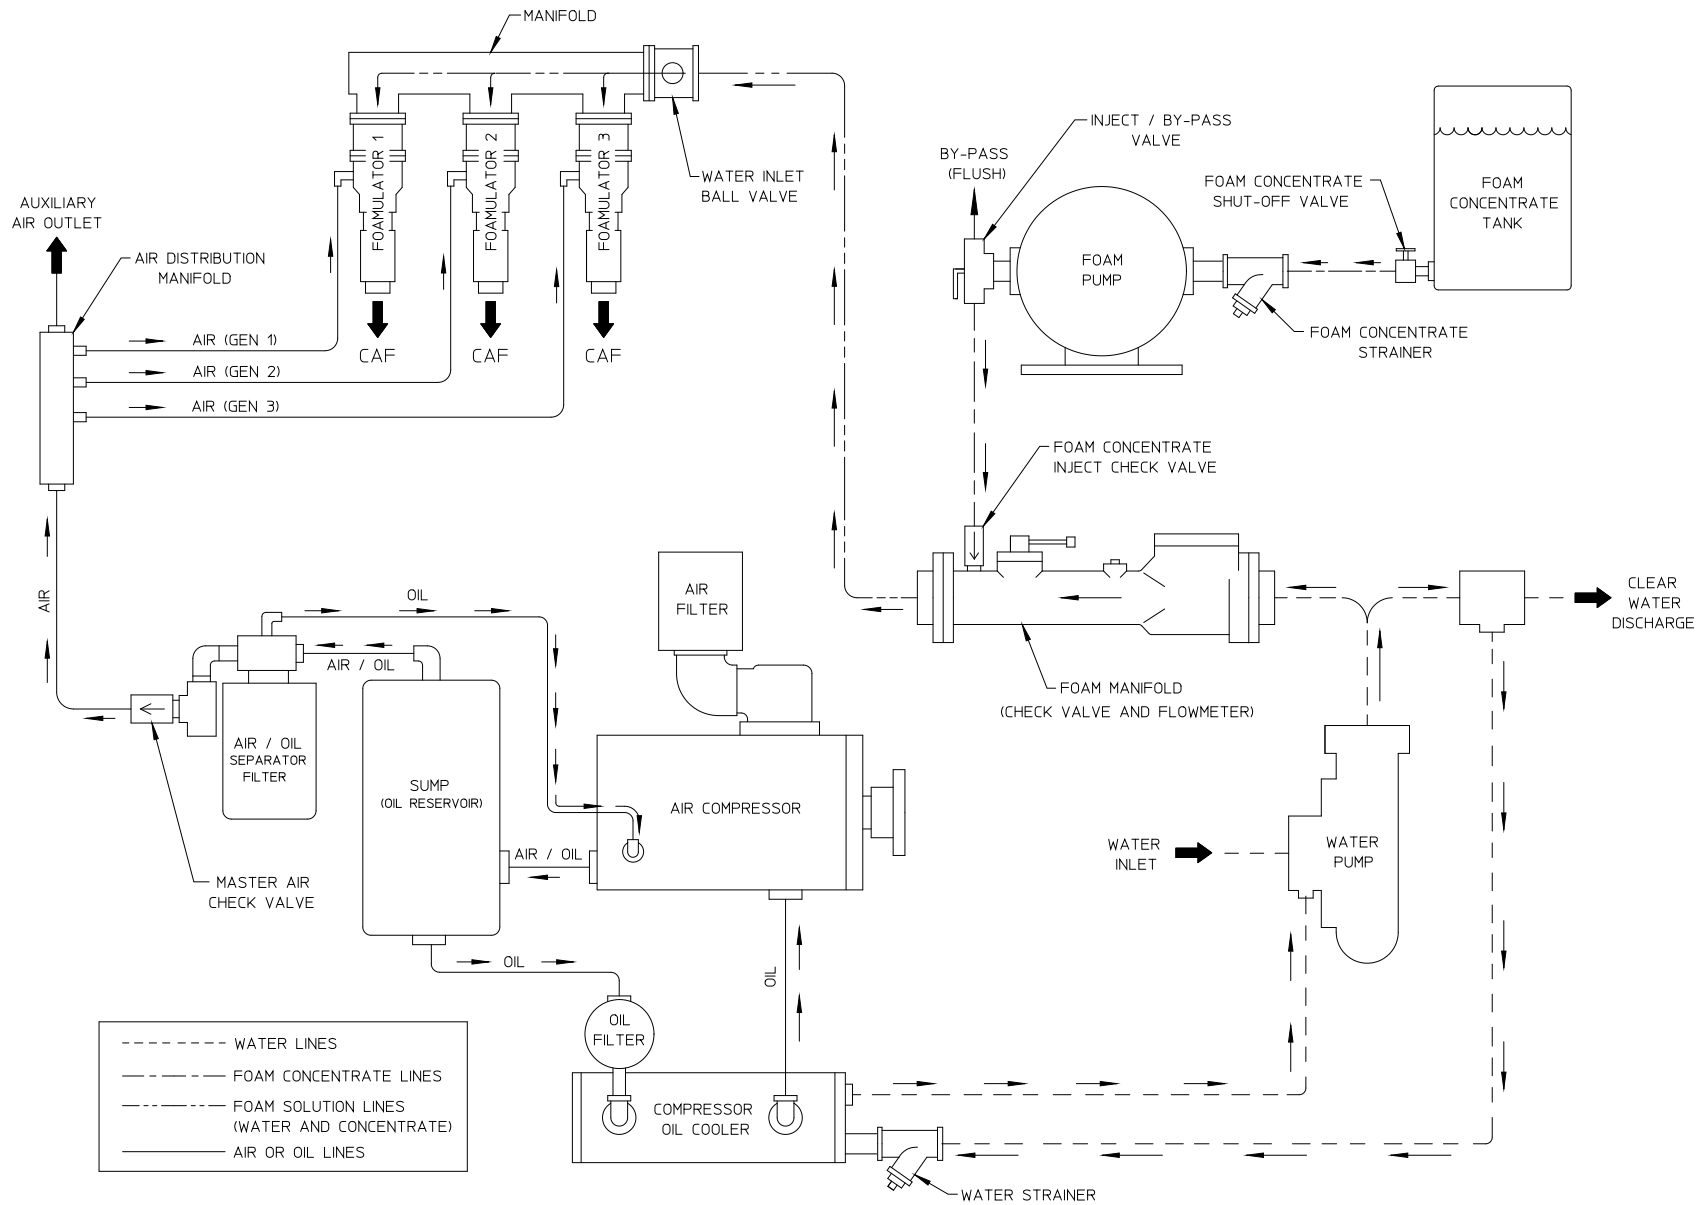 MANIFOLD
WATER INLET
BALL VALVE
FOAMULATOR 1
FOAMULATOR 2
FOAMULATOR 3
CAF
CAF
CAF
AUXILIARY
AIR OUTLET
AIR DISTRIBUTION
MANIFOLD
AIR (GEN 1)
AIR (GEN 2)
AIR (GEN 3)
BY-PASS
(FLUSH)
INJECT / BY-PASS
VALVE
FOAM
PUMP
FOAM CONCENTRATE
SHUT-OFF VALVE
FOAM
CONCENTRATE
TANK
FOAM CONCENTRATE
STRAINER
FOAM CONCENTRATE
INJECT CHECK VALVE
FOAM MANIFOLD
(CHECK VALVE AND FLOWMETER)
CLEAR
WATER
DISCHARGE
AIR
OIL
AIR / OIL
AIR / OIL
SEPARATOR
FILTER
MASTER AIR
CHECK VALVE
SUMP
(OIL RESERVOIR)
AIR
FILTER
AIR COMPRESSOR
AIR / OIL
WATER
INLET
WATER
PUMP
OIL
OIL
OIL
FILTER
COMPRESSOR
OIL COOLER
WATER STRAINER
WATER LINES
FOAM CONCENTRATE LINES
FOAM SOLUTION LINES
(WATER AND CONCENTRATE)
AIR OR OIL LINES